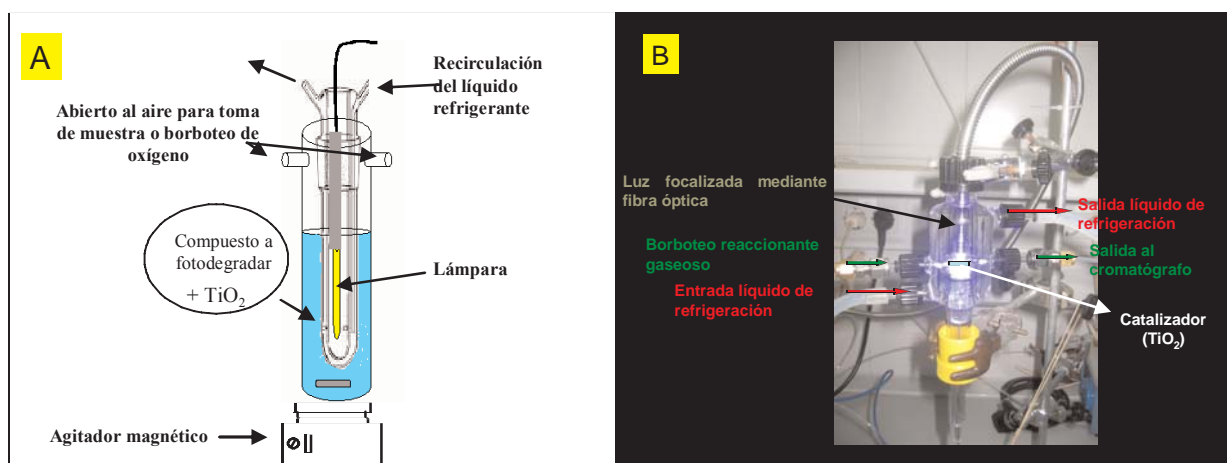 A
Recirculación
del líquido
refrigerante
Abierto al aire para toma
de muestra o borboteo de
oxígeno
Compuesto a
fotodegradar
+ TiO2
Lámpara
Agitador magnético
B
Luz focalizada mediante
fibra óptica
Salida líquido de
refrigeración
Borboteo reaccionante
gaseoso
Salida al
cromatógrafo
Entrada líquido de
refrigeración
Catalizador
(TiO2)